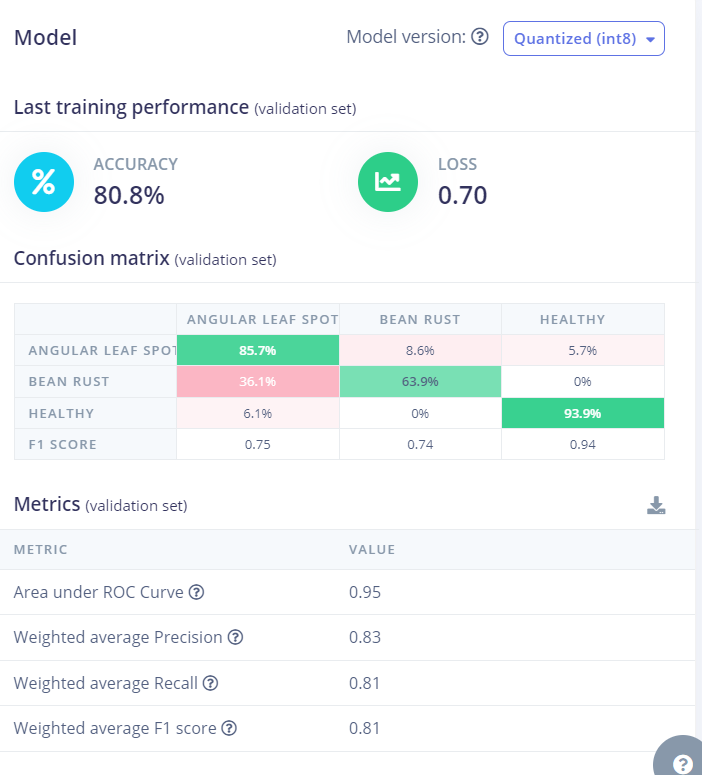 Model
Model version: Quantized (int8)
Last training performance (validation set)
% ACCURACY
80.8%
LOSS
0.70
Confusion matrix (validation set)
ANGULAR LEAF SPOT BEAN RUST HEALTHY
ANGULAR LEAF SPOT 85.7% 8.6% 5.7%
BEAN RUST 36.1% 63.9% 0%
HEALTHY 6.1% 0% 93.9%
F1 SCORE 0.75 0.74 0.94
Metrics (validation set)
METRIC VALUE
Area under ROC Curve 0.95
Weighted average Precision 0.83
Weighted average Recall 0.81
Weighted average F1 score 0.81